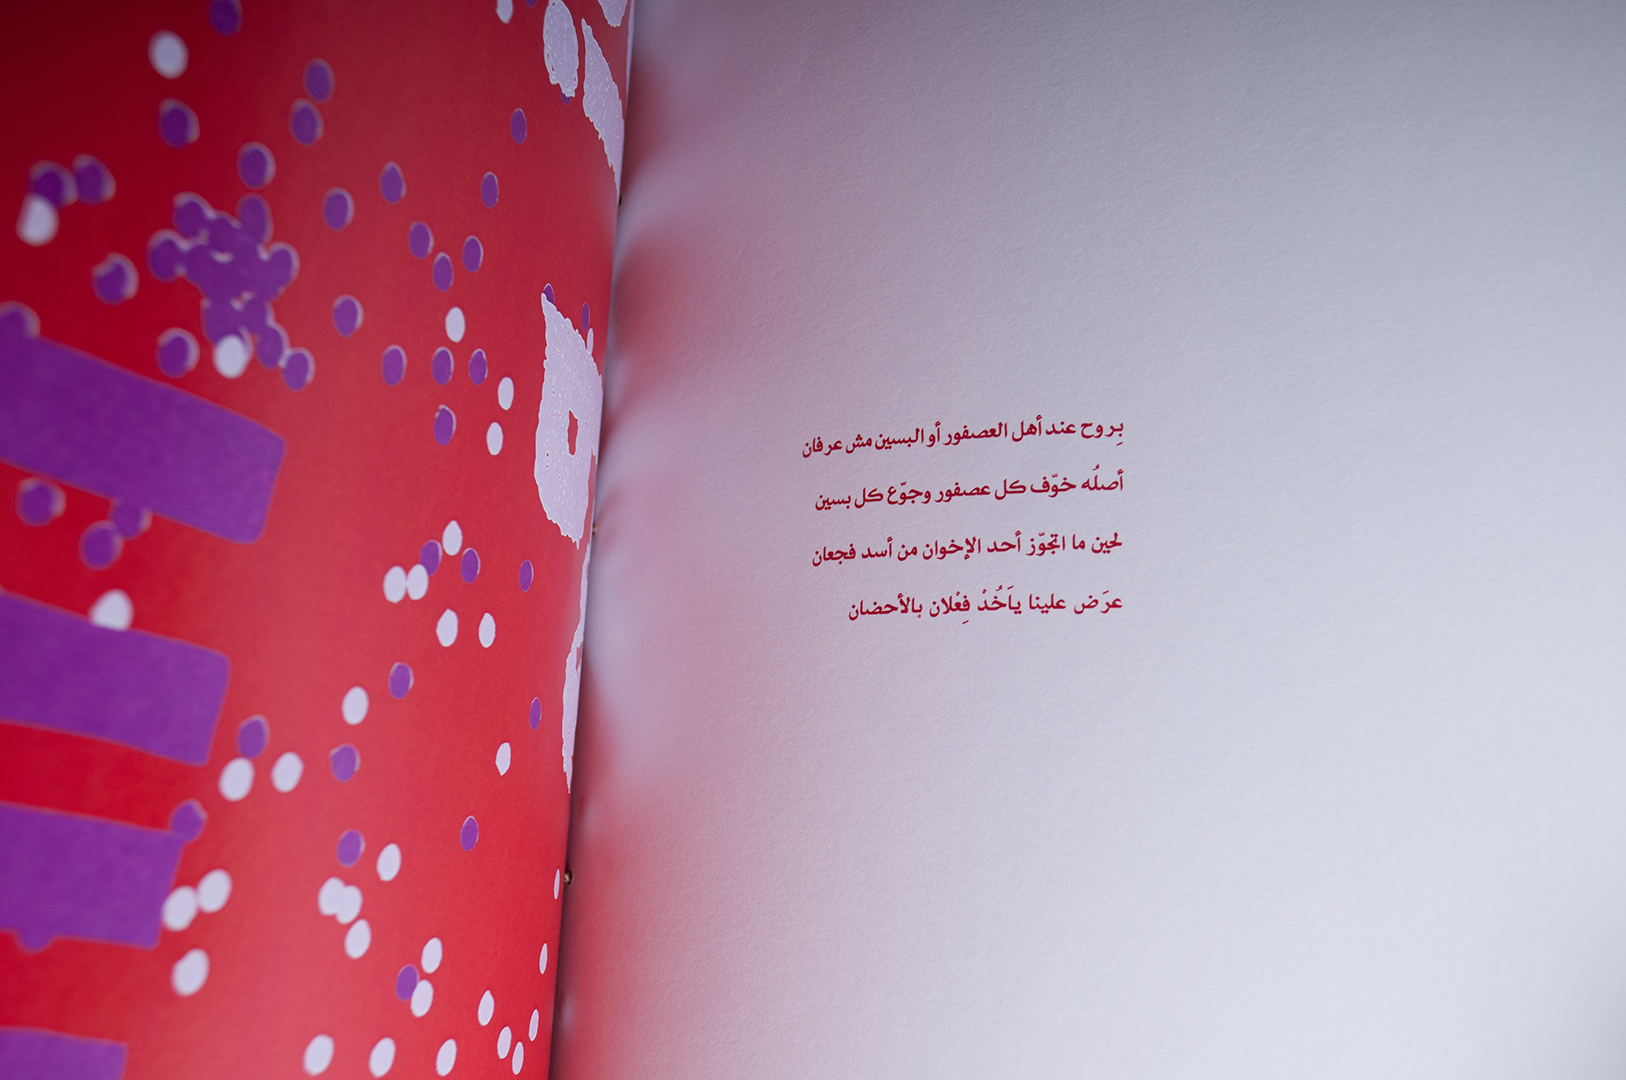 بِروح عند أهل العصفور أو البسين مش عرفان
أصلُه خوّف كل عصفور وجوّع كل بسين
لحين ما اتجوّز أحد الإخوان من أسد فجعان
عرَض علينا ياَخُدْ فِعْلان بالأحضان